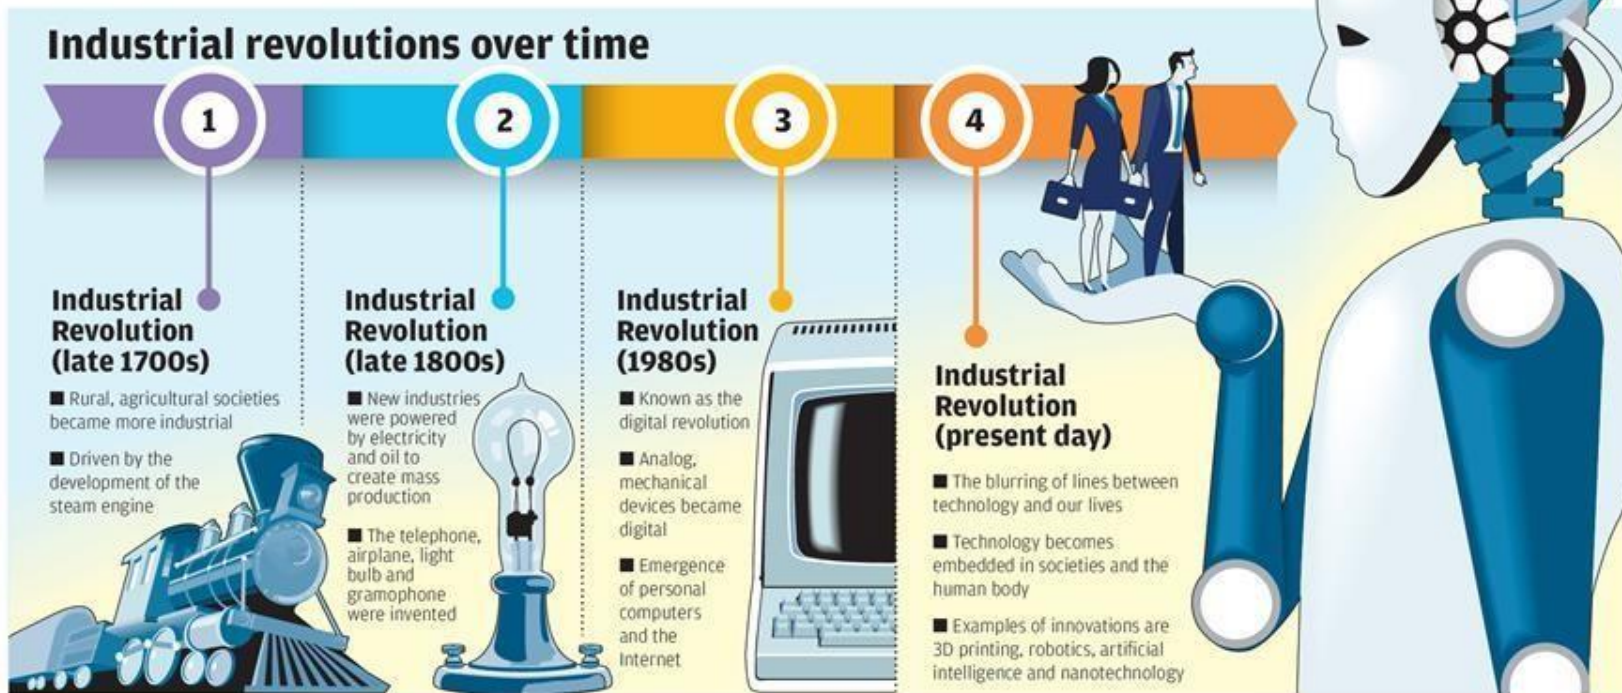 Industrial revolutions over time
1
2
3
4
Industrial
Revolution
(late 1700s)
■ Rural, agricultural societies
became more industrial
■ Driven by the
development of the
steam engine
Industrial
Revolution
(late 1800s)
■ New industries
were powered
by electricity
and oil to
create mass
production
■ The telephone,
airplane, light
bulb and
gramophone
were invented
Industrial
Revolution
(1980s)
■ Known as the
digital revolution
■ Analog,
mechanical
devices became
digital
■ Emergence
of personal
computers
and the
Internet
Industrial
Revolution
(present day)
■ The blurring of lines between
technology and our lives
■ Technology becomes
embedded in societies and the
human body
■ Examples of innovations are
3D printing, robotics, artificial
intelligence and nanotechnology